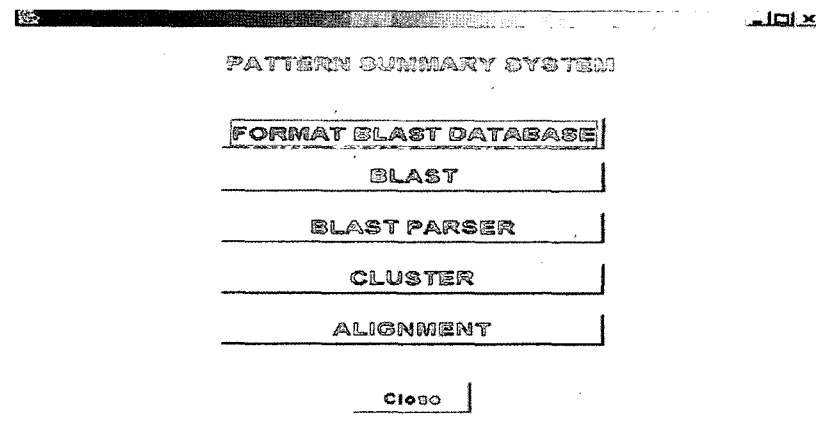 PATTERN SUMMARY SYSTEM
FORMAT BLAST DATABASE
BLAST
BLAST PARSER
CLUSTER
ALIGNMENT
Close